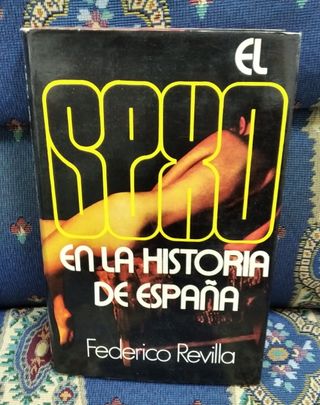 EL
SEXO
EN LA HISTORIA
DE ESPAÑA
Federico Revilla